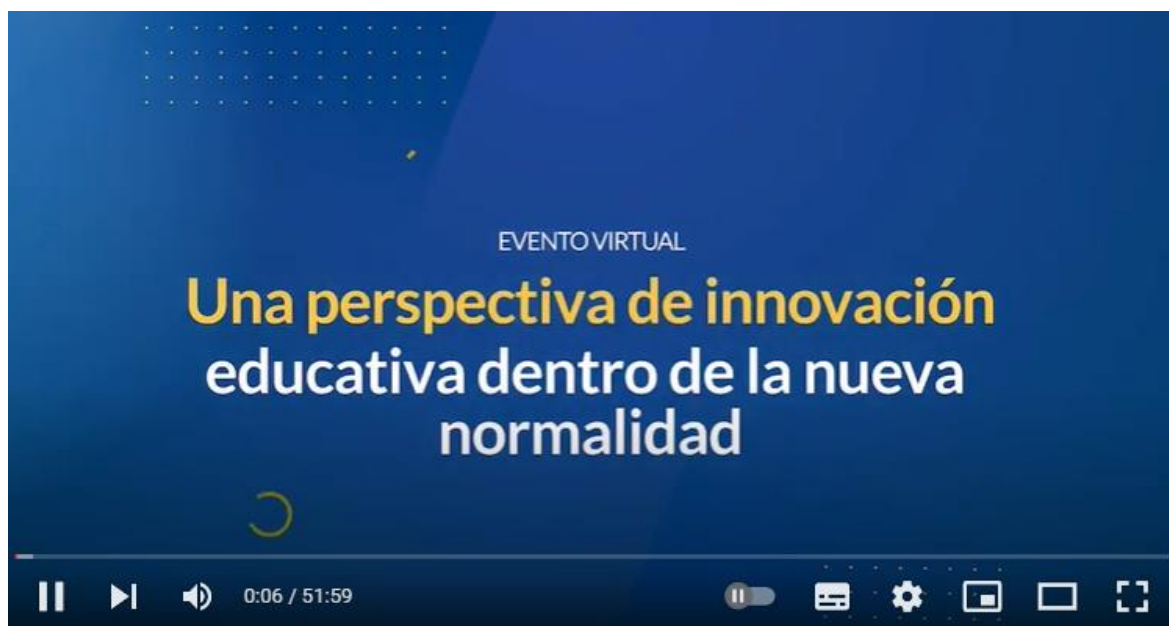 EVENTO VIRTUAL
Una perspectiva de innovación
educativa dentro de la nueva
normalidad
0:06 / 51:59